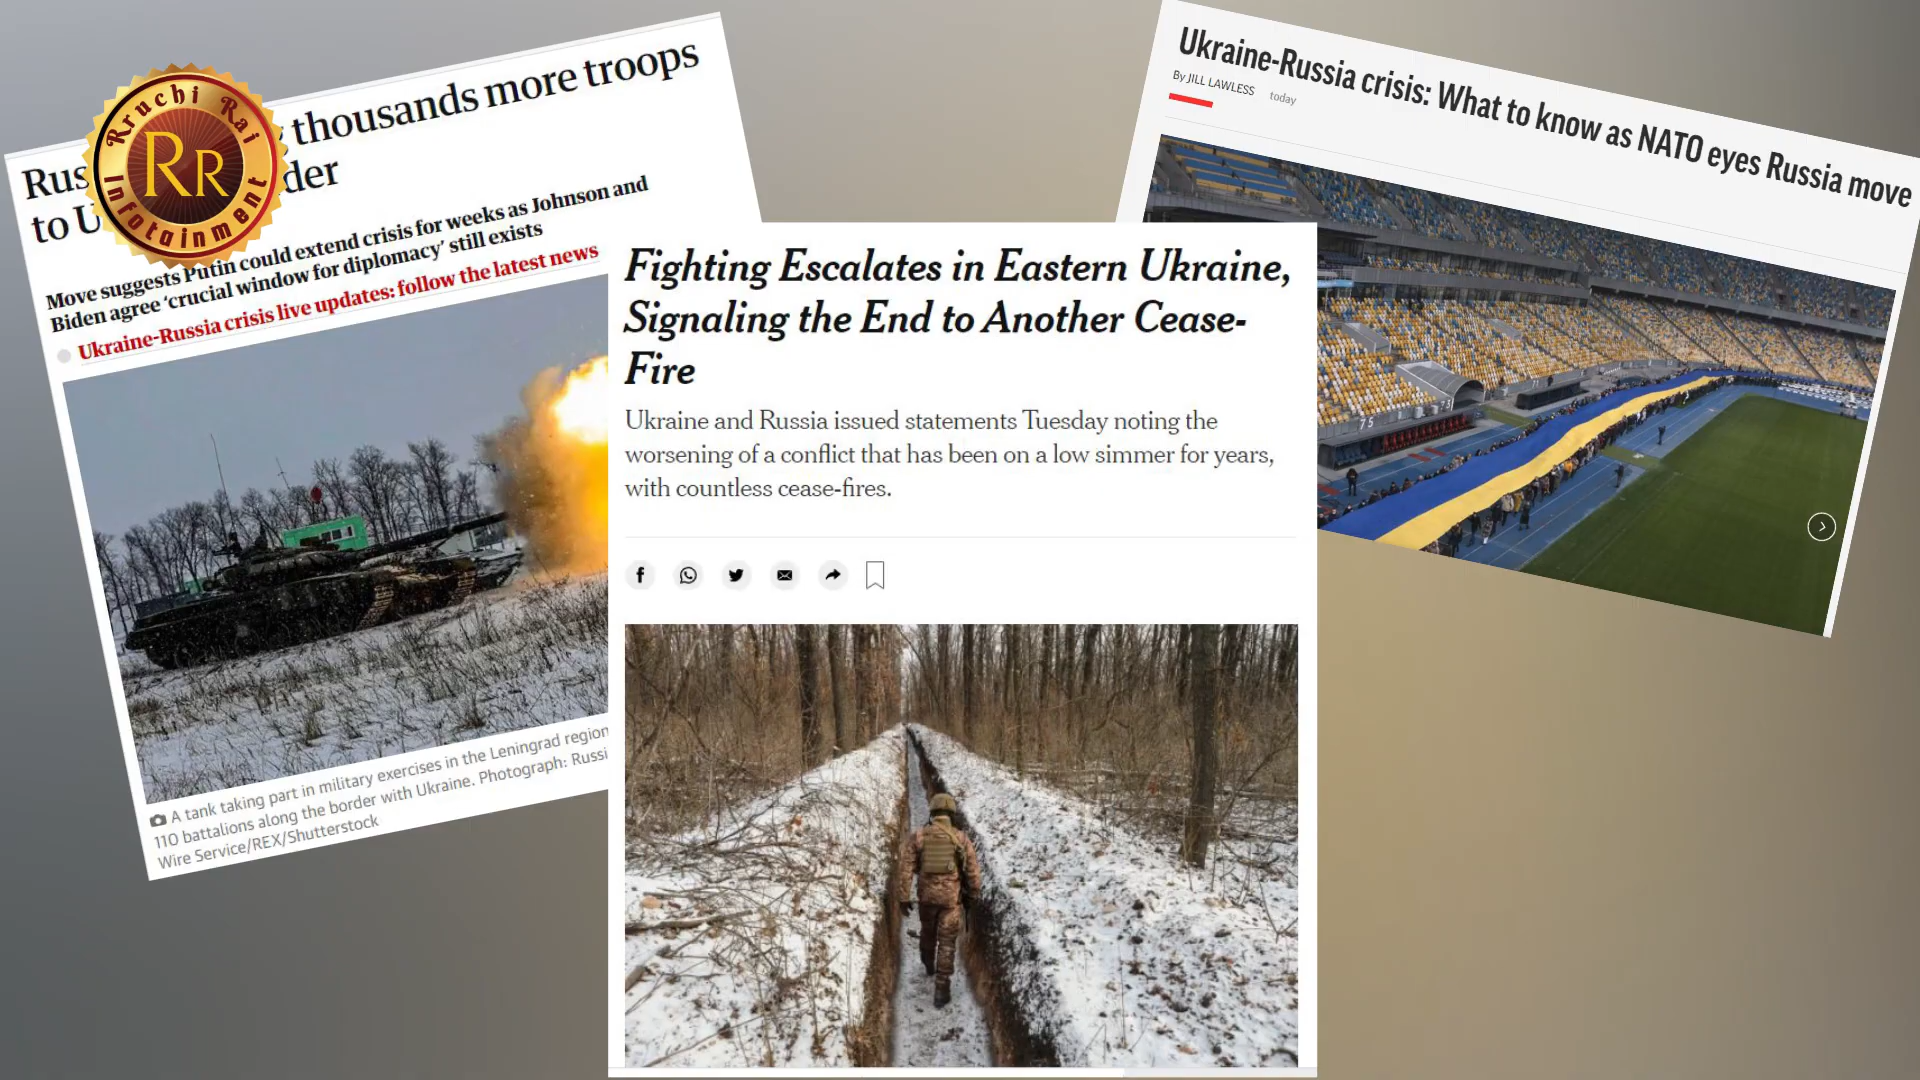 Rruchi Rai
RR
Infotainment
Rus thousands more troops
to U der
Move suggests Putin could extend crisis for weeks as Johnson and
Biden agree ‘crucial window for diplomacy’ still exists
Ukraine-Russia crisis live updates: follow the latest news
A tank taking part in military exercises in the Leningrad region
110 battalions along the border with Ukraine. Photograph: Russi
Wire Service/REX/Shutterstock
Fighting Escalates in Eastern Ukraine,
Signaling the End to Another Cease-
Fire
Ukraine and Russia issued statements Tuesday noting the
worsening of a conflict that has been on a low simmer for years,
with countless cease-fires.
Ukraine-Russia crisis: What to know as NATO eyes Russia move
By JILL LAWLESS today